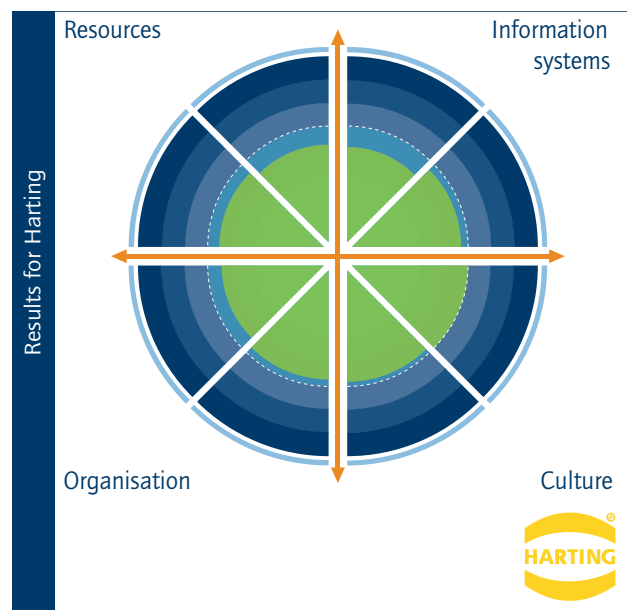 Results for Harting
Resources
Information
systems
Organisation
Culture
®
HARTING